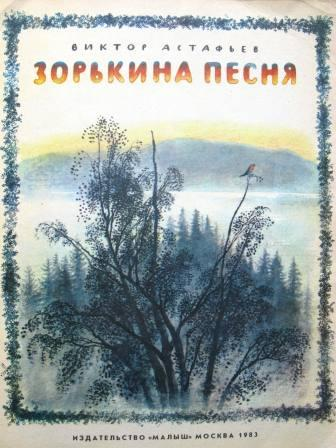 ВИКТОР АСТАФЬЕВ
ЗОРЬКИНА ПЕСНЯ
ИЗДАТЕЛЬСТВО «МАЛЫШ» МОСКВА 1983